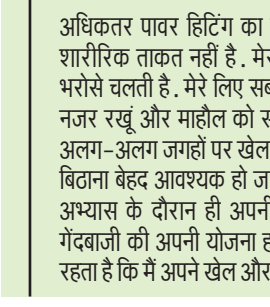 अधिकतर पावर हिटिंग का
शारीरिक ताकत नहीं है. मेरे
भरोसे चलती है. मेरे लिए सब
नजर रखूं और माहौल को स
अलग-अलग जगहों पर खेल
बिठाना बेहद आवश्यक हो ज
अभ्यास के दौरान ही अपनी
गेंदबाजी की अपनी योजना ह
रहता है कि मैं अपने खेल और